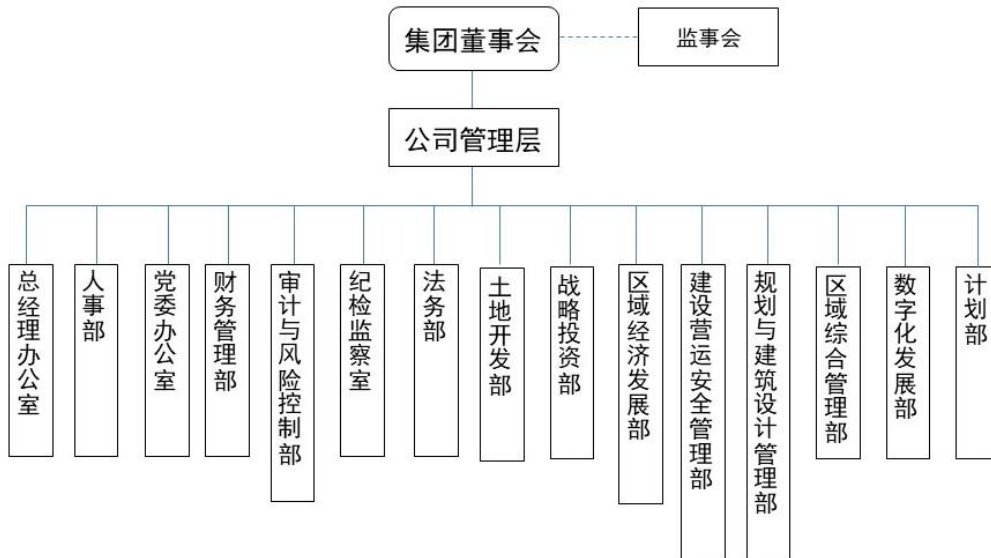 集团董事会
监事会
公司管理层
总经理办公室
人事部
党委办公室
财务管理部
审计与风险控制部
纪检监察室
法务部
土地开发部
战略投资部
区域经济发展部
建设营运安全管理部
规划与建筑设计管理部
区域综合管理部
数字化发展部
计划部